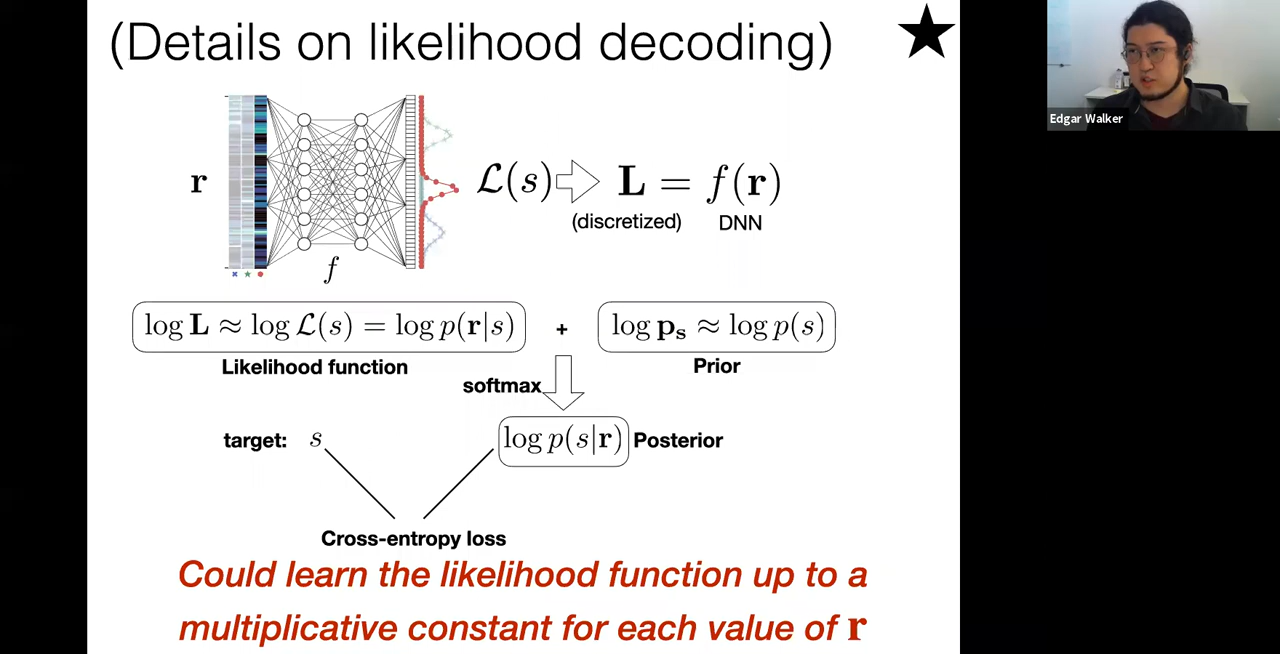 (Details on likelihood decoding)
Edgar Walker
r
f
ℒ(s) ⇨ L = f(r)
(discretized) DNN
log L ≈ log ℒ(s) = log p(r|s) + log pₛ ≈ log p(s)
Likelihood function Prior
softmax
target: s log p(s|r) Posterior
Cross-entropy loss
Could learn the likelihood function up to a
multiplicative constant for each value of r